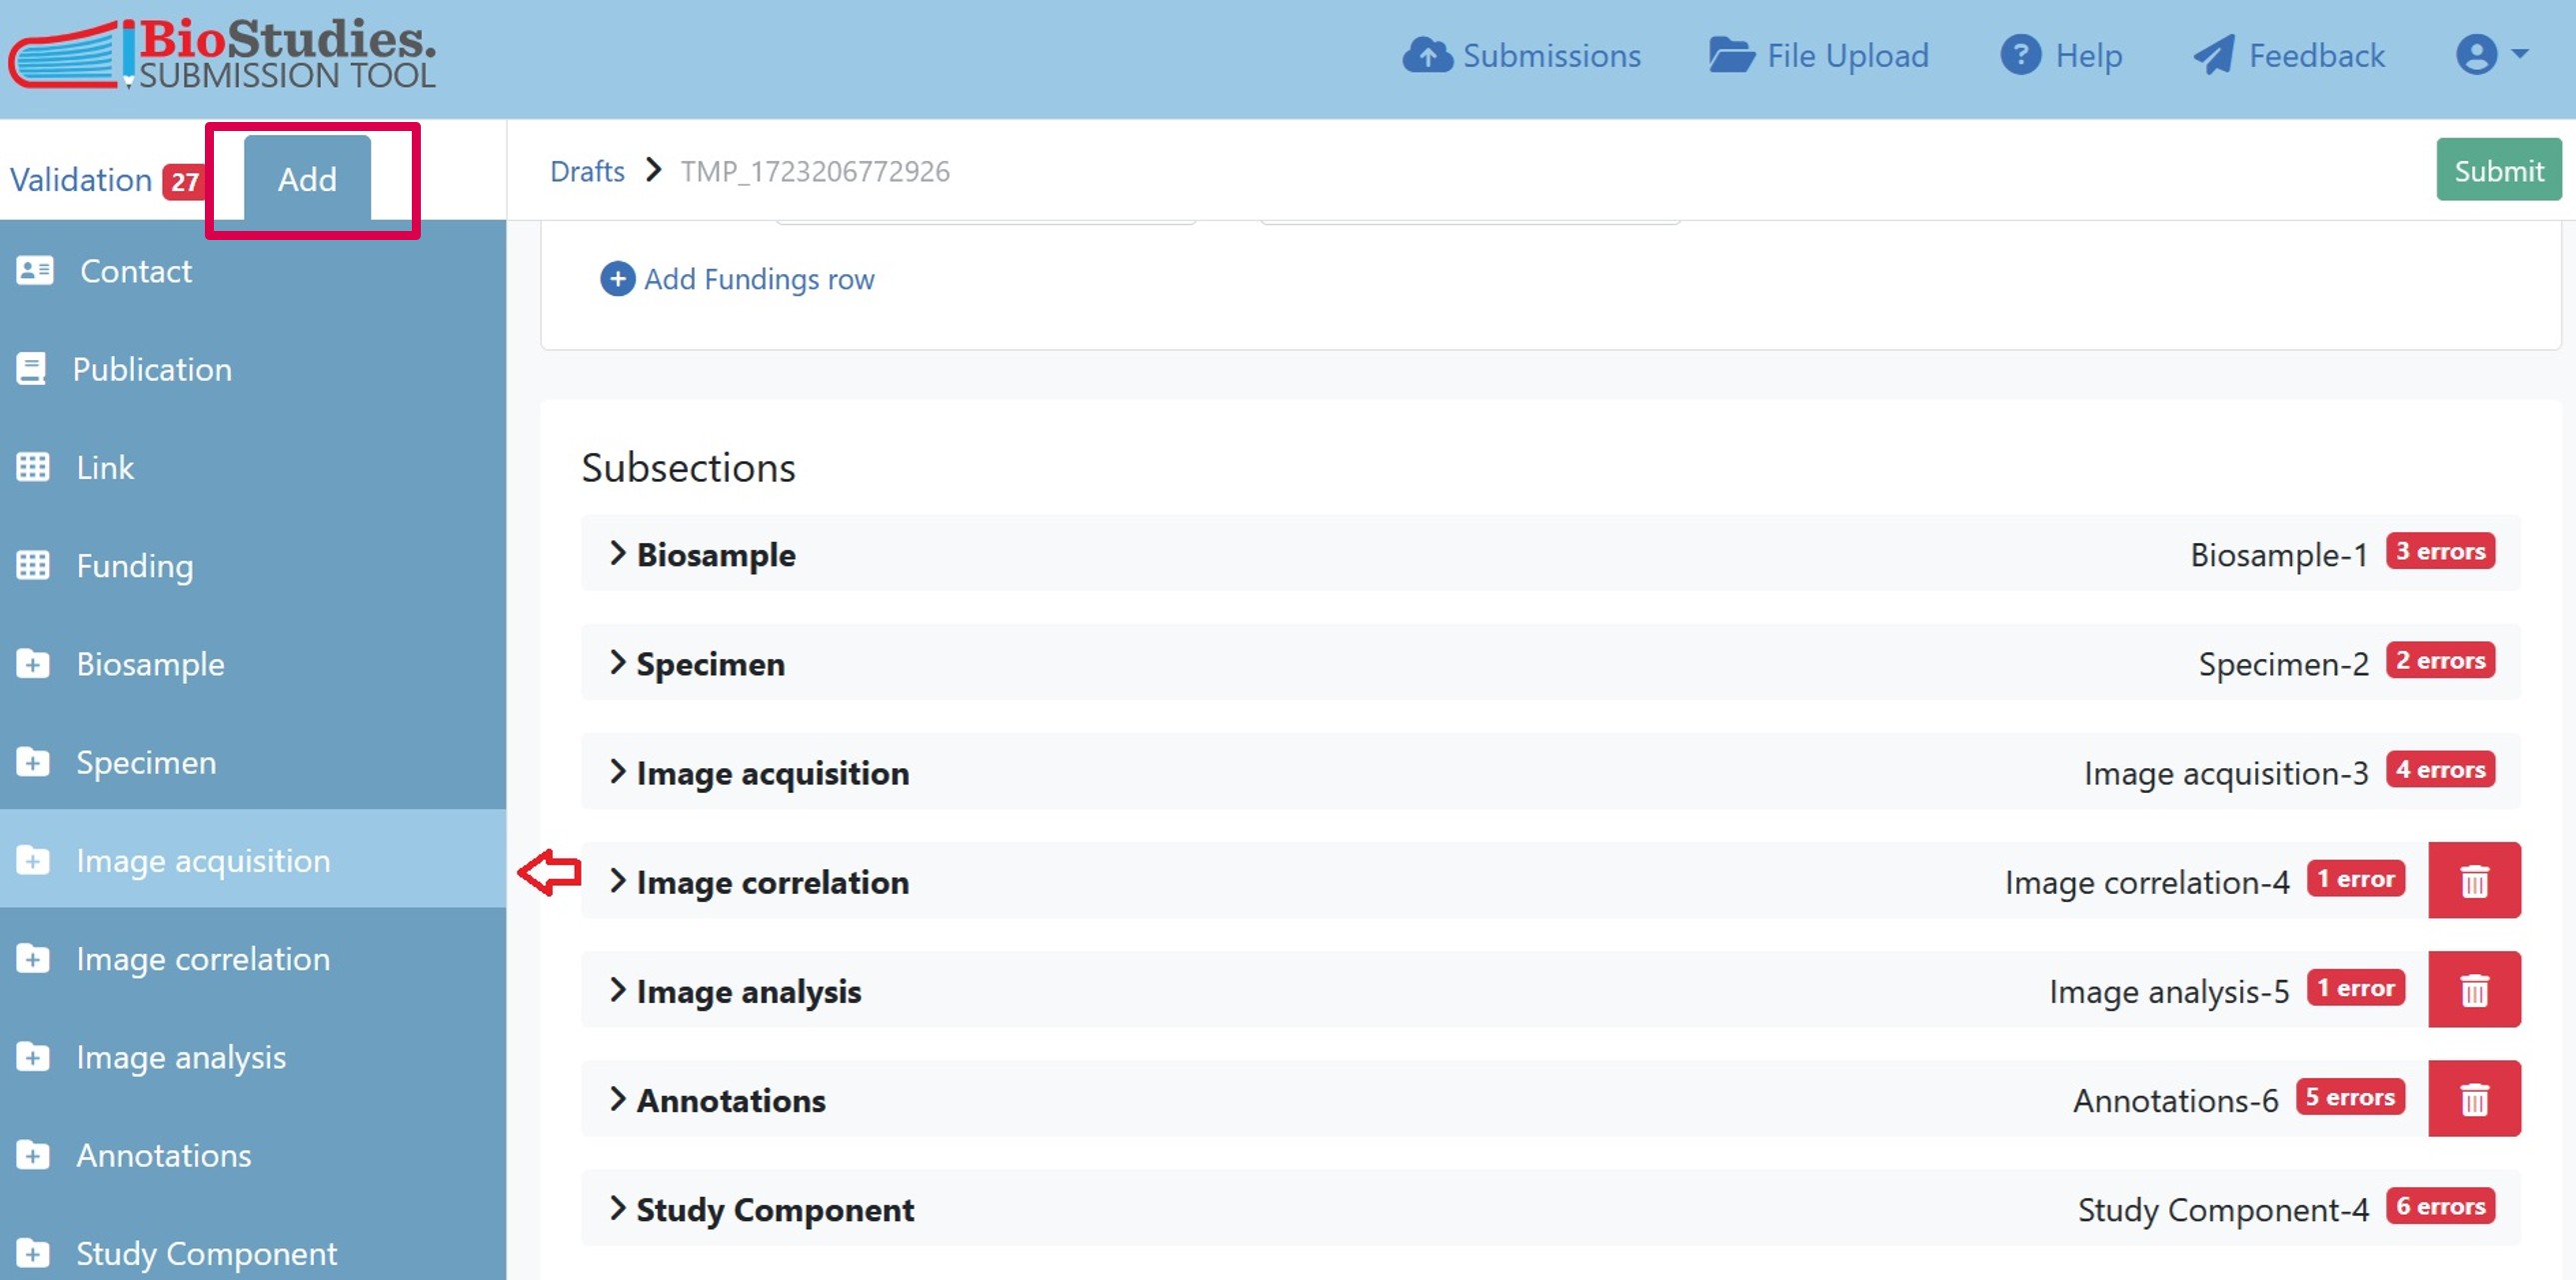 BioStudies.
SUBMISSION TOOL
Submissions
File Upload
Help
Feedback
Validation 27
Add
Drafts
TMP_1723206772926
Submit
Contact
Publication
Link
Funding
Biosample
Specimen
Image acquisition
Image correlation
Image analysis
Annotations
Study Component
Add Fundings row
Subsections
Biosample Biosample-1 3 errors
Specimen Specimen-2 2 errors
Image acquisition Image acquisition-3 4 errors
Image correlation Image correlation-4 1 error
Image analysis Image analysis-5 1 error
Annotations Annotations-6 5 errors
Study Component Study Component-4 6 errors